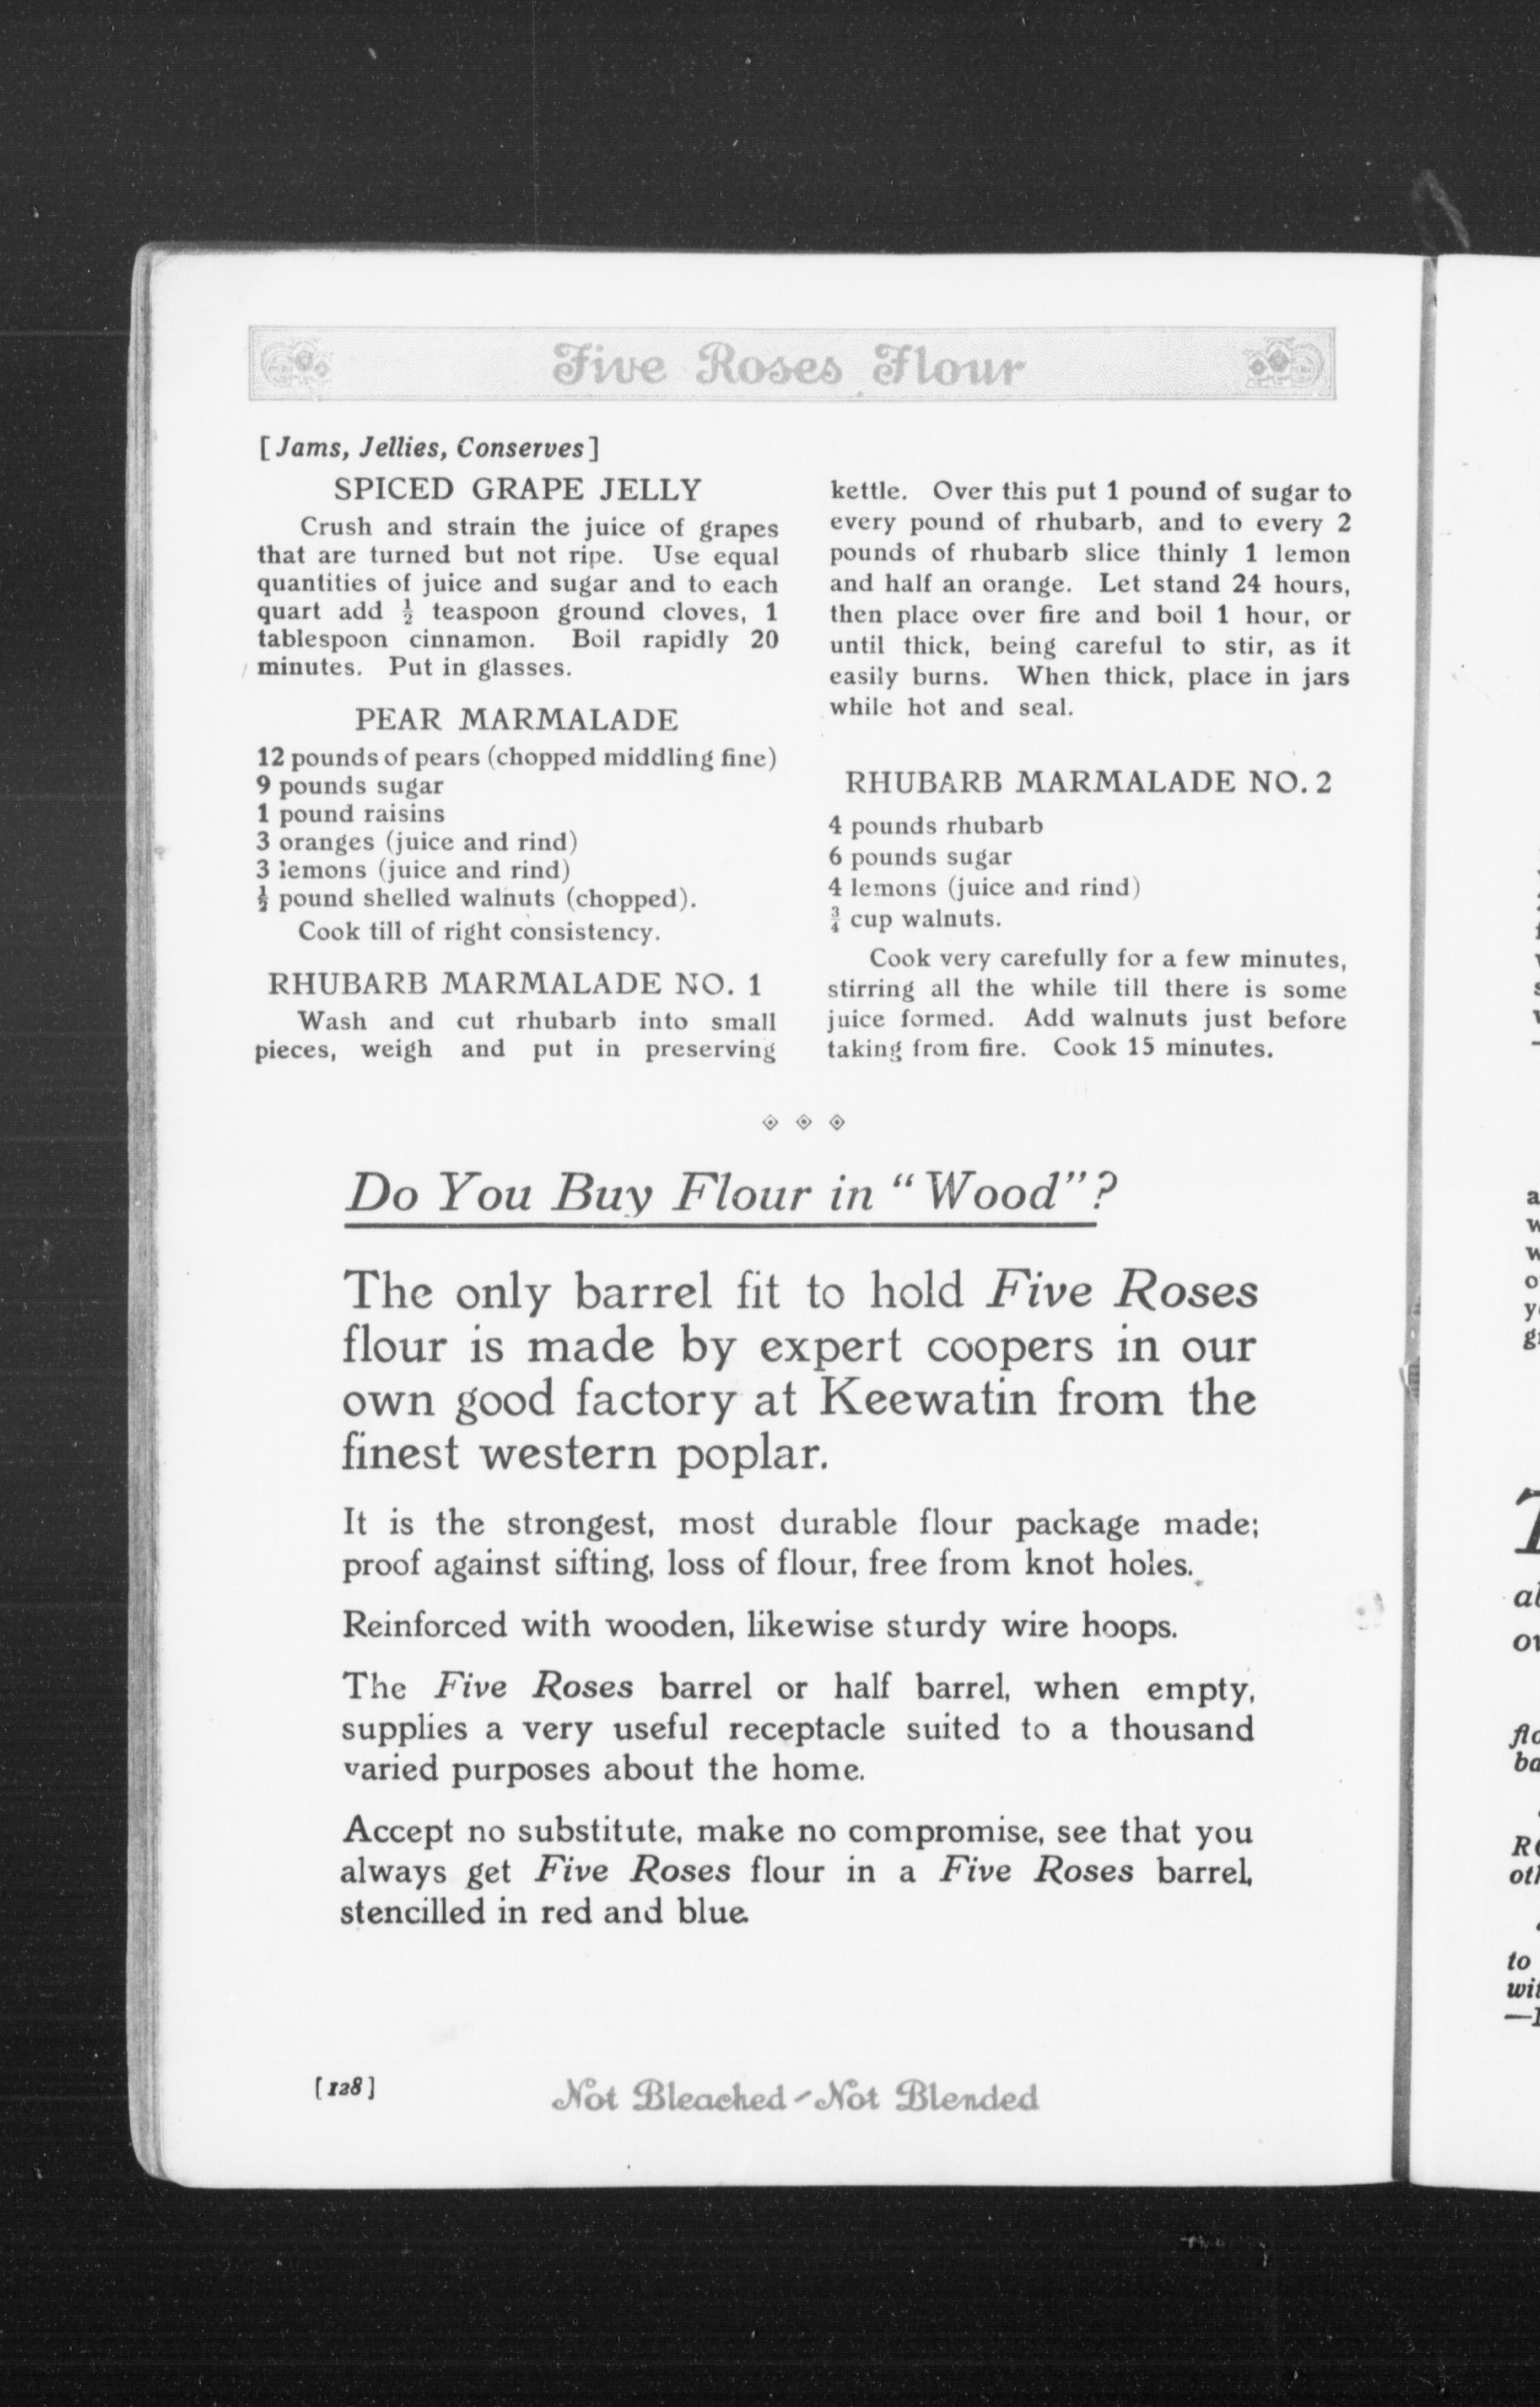 Five Roses Flour
[Jams, Jellies, Conserves]
SPICED GRAPE JELLY
Crush and strain the juice of grapes
that are turned but not ripe. Use equal
quantities of juice and sugar and to each
quart add ½ teaspoon ground cloves, 1
tablespoon cinnamon. Boil rapidly 20
minutes. Put in glasses.
PEAR MARMALADE
12 pounds of pears (chopped middling fine)
9 pounds sugar
1 pound raisins
3 oranges (juice and rind)
3 lemons (juice and rind)
½ pound shelled walnuts (chopped).
Cook till of right consistency.
RHUBARB MARMALADE NO. 1
Wash and cut rhubarb into small
pieces, weigh and put in preserving
kettle. Over this put 1 pound of sugar to
every pound of rhubarb, and to every 2
pounds of rhubarb slice thinly 1 lemon
and half an orange. Let stand 24 hours,
then place over fire and boil 1 hour, or
until thick, being careful to stir, as it
easily burns. When thick, place in jars
while hot and seal.
RHUBARB MARMALADE NO. 2
4 pounds rhubarb
6 pounds sugar
4 lemons (juice and rind)
¾ cup walnuts.
Cook very carefully for a few minutes,
stirring all the while till there is some
juice formed. Add walnuts just before
taking from fire. Cook 15 minutes.
Do You Buy Flour in "Wood"?
The only barrel fit to hold Five Roses
flour is made by expert coopers in our
own good factory at Keewatin from the
finest western poplar.
It is the strongest, most durable flour package made;
proof against sifting, loss of flour, free from knot holes.
Reinforced with wooden, likewise sturdy wire hoops.
The Five Roses barrel or half barrel, when empty,
supplies a very useful receptacle suited to a thousand
varied purposes about the home.
Accept no substitute, make no compromise, see that you
always get Five Roses flour in a Five Roses barrel,
stencilled in red and blue.
[128]
Not Bleached-Not Blended